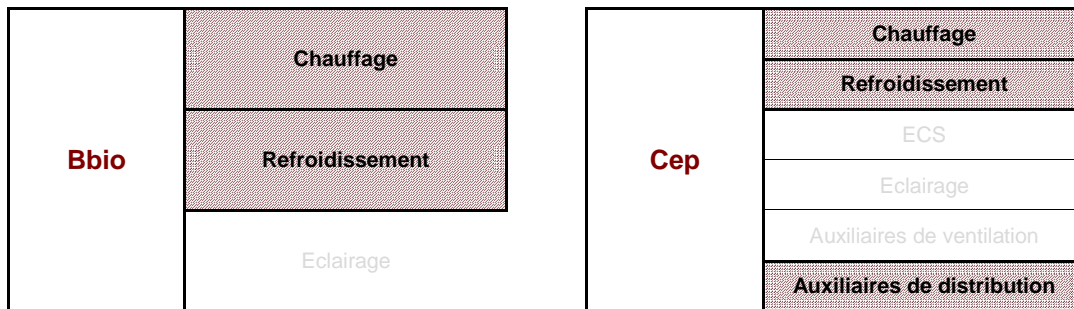 Bbio
Chauffage
Refroidissement
Eclairage
Cep
Chauffage
Refroidissement
ECS
Eclairage
Auxiliaires de ventilation
Auxiliaires de distribution